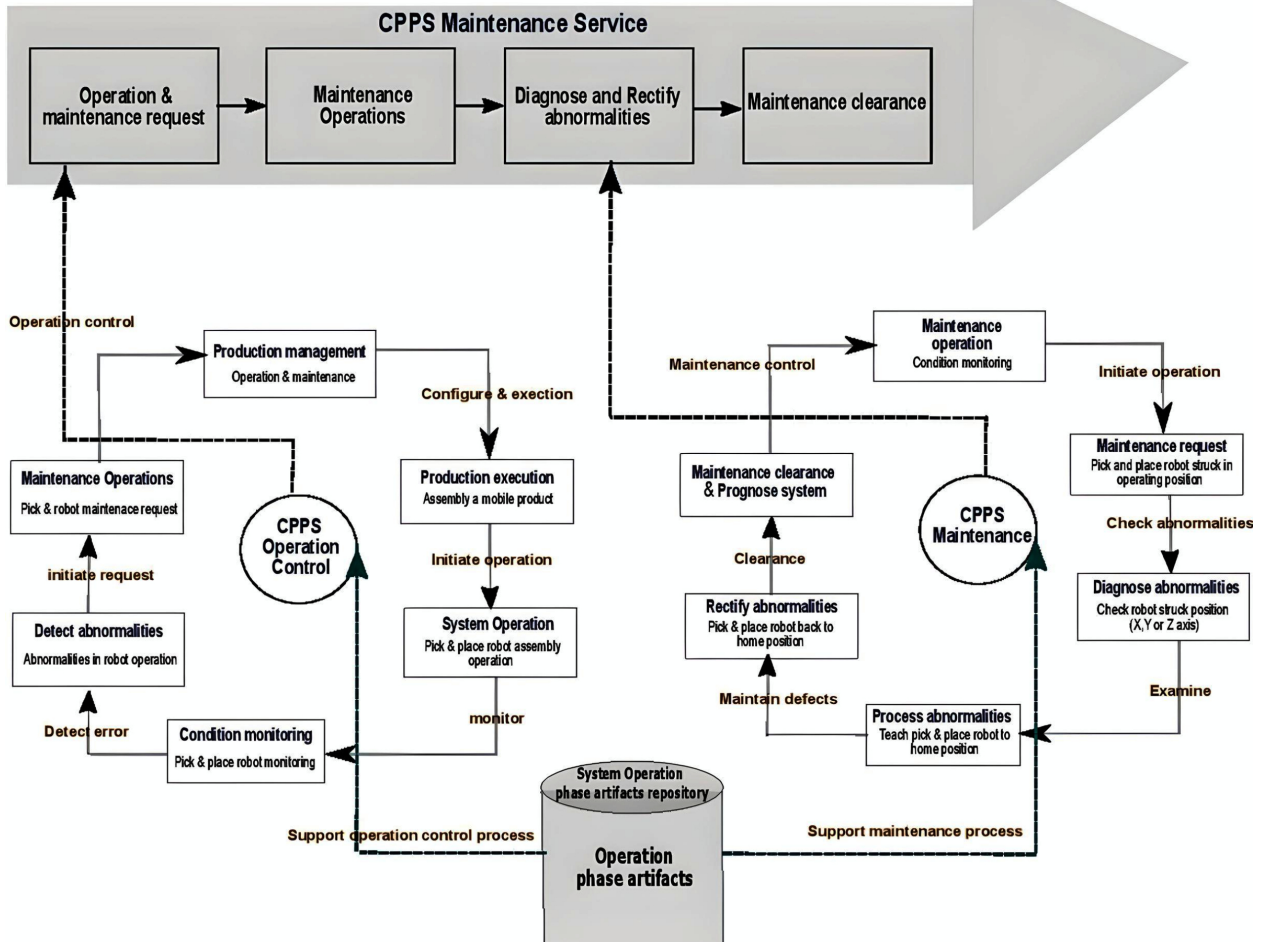 CPPS Maintenance Service
Operation &
maintenance request
Maintenance
Operations
Diagnose and Rectify
abnormalities
Maintenance clearance
Operation control
Production management
Operation & maintenance
Configure & exection
Production execution
Assembly a mobile product
Initiate operation
System Operation
Pick & place robot assembly
operation
monitor
Condition monitoring
Pick & place robot monitoring
Detect error
Detect abnormalities
Abnormalities in robot operation
initiate request
Maintenance Operations
Pick & robot maintenace request
CPPS
Operation
Control
Maintenance control
Maintenance
operation
Condition monitoring
Initiate operation
Maintenance request
Pick and place robot struck in
operating position
Check abnormalities
Diagnose abnormalities
Check robot struck position
(X,Y or Z axis)
Examine
Process abnormalities
Teach pick & place robot to
home position
Maintain defects
Rectify abnormalities
Pick & place robot back to
home position
Clearance
Maintenance clearance
& Prognose system
CPPS
Maintenance
System Operation
phase artifacts repository
Operation
phase artifacts
Support operation control process
Support maintenance process